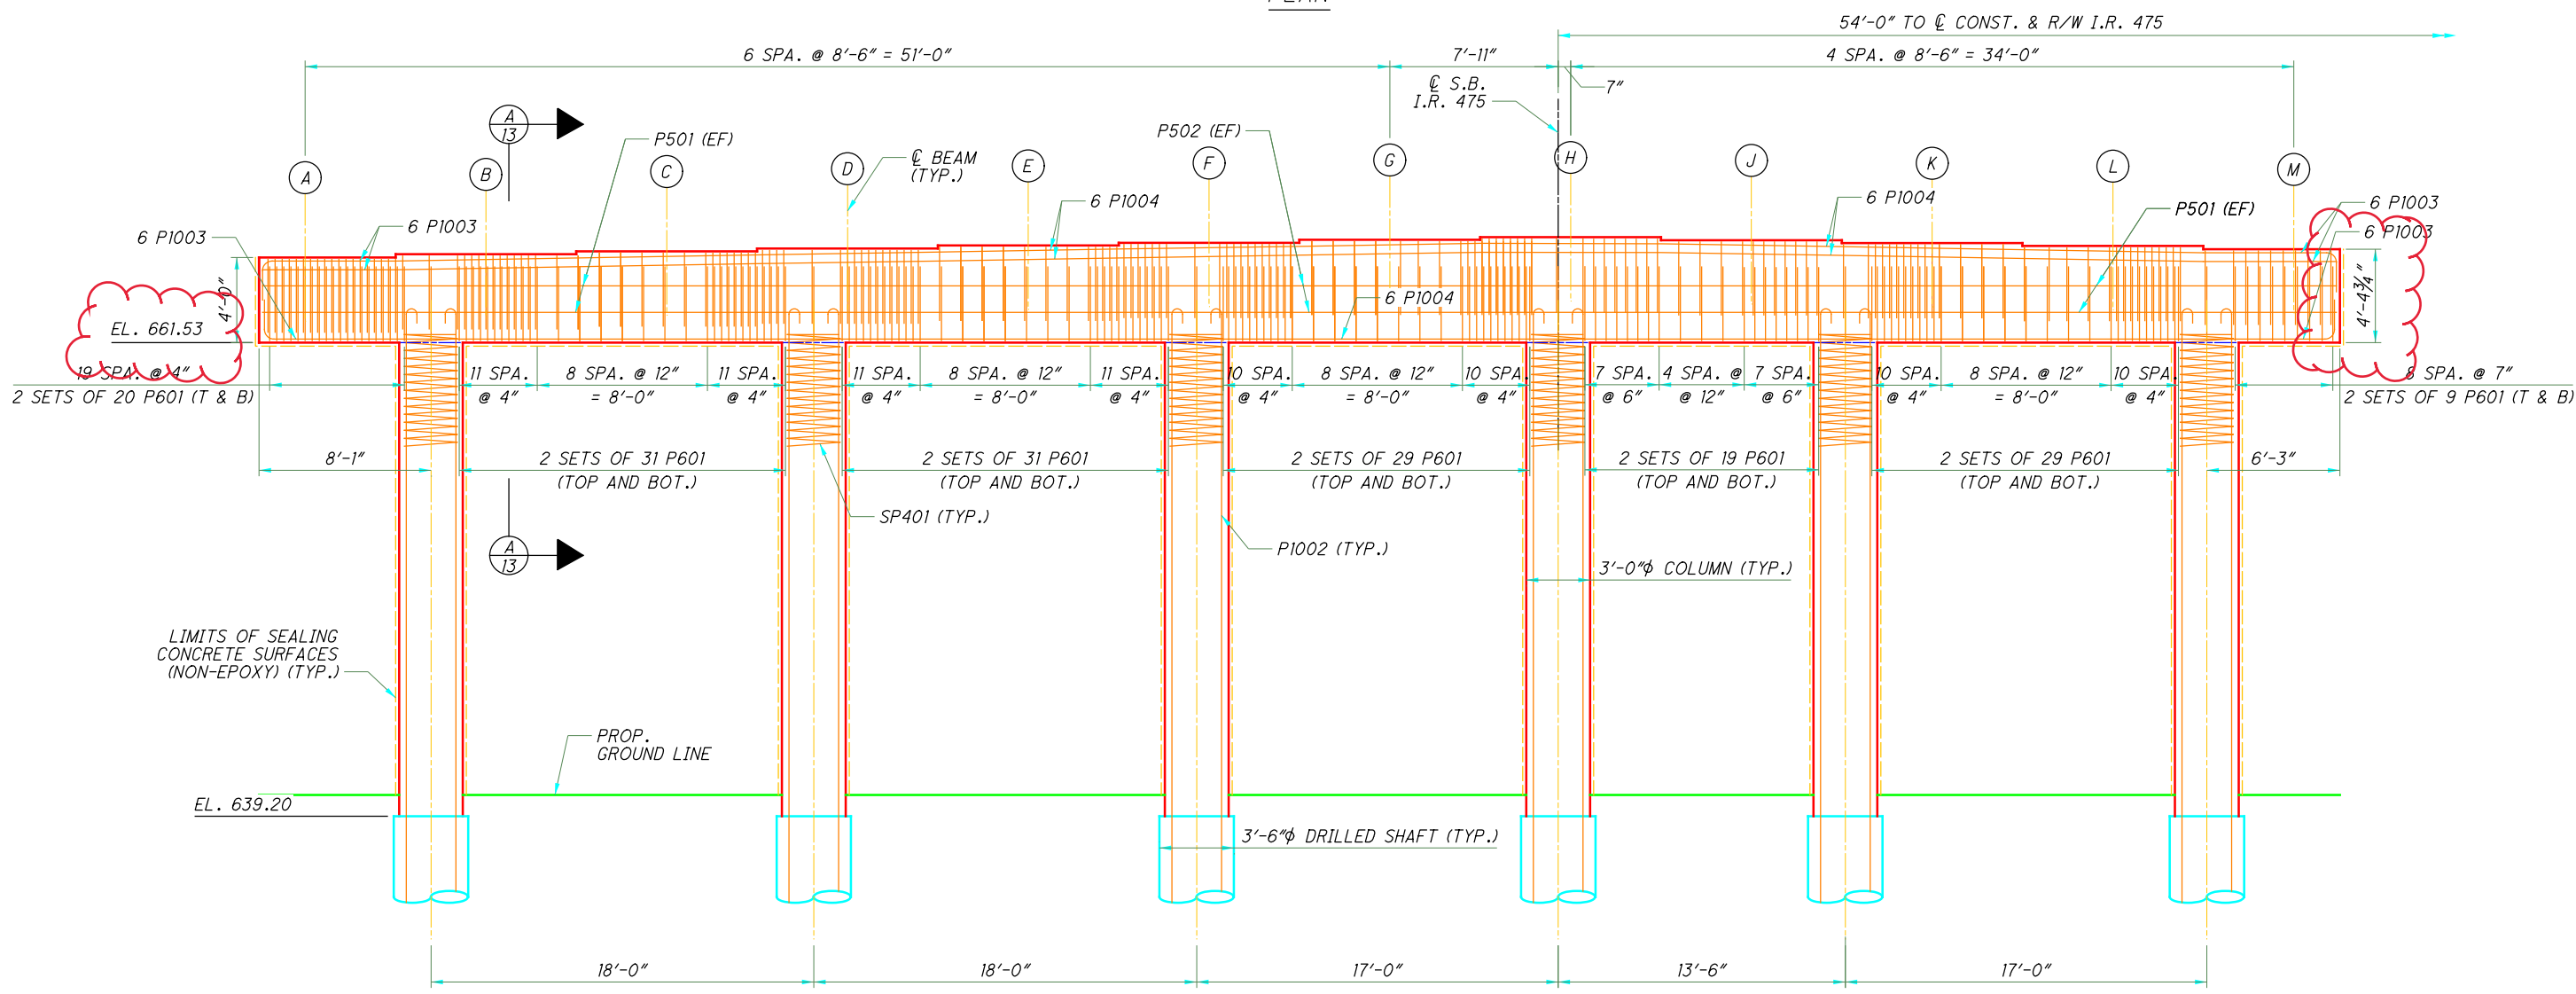 PLAN
54'-0" TO ℄ CONST. & R/W I.R. 475
6 SPA. @ 8'-6" = 51'-0"
7'-11"
4 SPA. @ 8'-6" = 34'-0"
7"
℄ S.B.
I.R. 475
A
13
P501 (EF)
℄ BEAM
(TYP.)
P502 (EF)
A
B
C
D
E
F
G
H
J
K
L
M
6 P1003
6 P1003
6 P1004
6 P1004
P501 (EF)
6 P1003
6 P1003
6 P1004
4'-0"
EL. 661.53
4'-4¾"
19 SPA. @ 4"
2 SETS OF 20 P601 (T & B)
11 SPA.
@ 4"
8 SPA. @ 12"
= 8'-0"
11 SPA.
@ 4"
11 SPA.
@ 4"
8 SPA. @ 12"
= 8'-0"
11 SPA.
@ 4"
10 SPA.
@ 4"
8 SPA. @ 12"
= 8'-0"
10 SPA.
@ 4"
7 SPA.
@ 6"
4 SPA. @
@ 12"
7 SPA.
@ 6"
10 SPA.
@ 4"
8 SPA. @ 12"
= 8'-0"
10 SPA.
@ 4"
8 SPA. @ 7"
2 SETS OF 9 P601 (T & B)
8'-1"
2 SETS OF 31 P601
(TOP AND BOT.)
2 SETS OF 31 P601
(TOP AND BOT.)
2 SETS OF 29 P601
(TOP AND BOT.)
2 SETS OF 19 P601
(TOP AND BOT.)
2 SETS OF 29 P601
(TOP AND BOT.)
6'-3"
SP401 (TYP.)
A
13
P1002 (TYP.)
3'-0"ϕ COLUMN (TYP.)
LIMITS OF SEALING
CONCRETE SURFACES
(NON-EPOXY) (TYP.)
PROP.
GROUND LINE
EL. 639.20
3'-6"ϕ DRILLED SHAFT (TYP.)
18'-0"
18'-0"
17'-0"
13'-6"
17'-0"